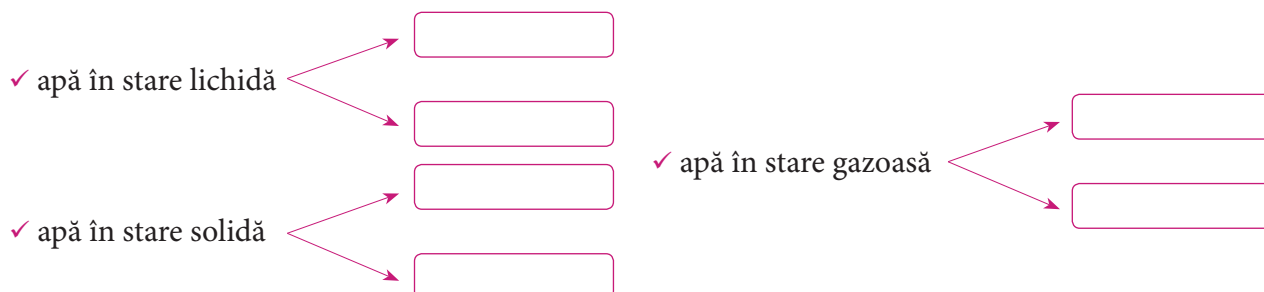 ✓ apă în stare lichidă
✓ apă în stare gazoasă
✓ apă în stare solidă